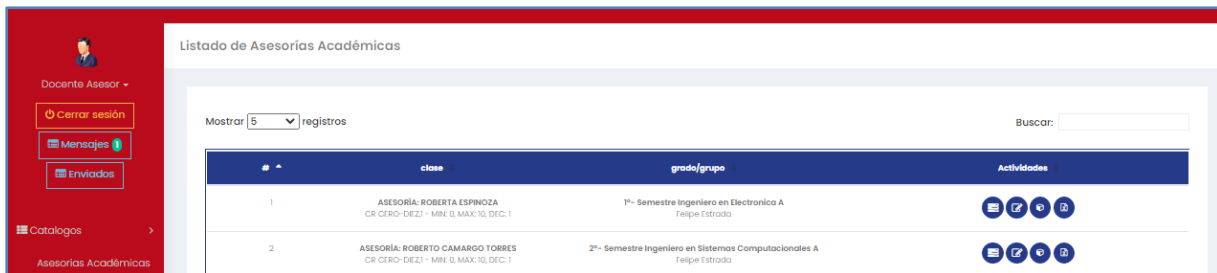 Listado de Asesorías Académicas
Docente Asesor
Cerrar sesión
Mensajes 1
Enviados
Catalogos
Asesorías Académicas
Mostrar 5 registros
Buscar:
# clase grado/grupo Actividades
1 ASESORÍA: ROBERTA ESPINOZA 1º- Semestre Ingeniero en Electronica A
CR CERO-DIEZ,1 - MIN: 0, MAX: 10, DEC: 1 Felipe Estrada
2 ASESORÍA: ROBERTO CAMARGO TORRES 2º- Semestre Ingeniero en Sistemas Computacionales A
CR CERO-DIEZ,1 - MIN: 0, MAX: 10, DEC: 1 Felipe Estrada